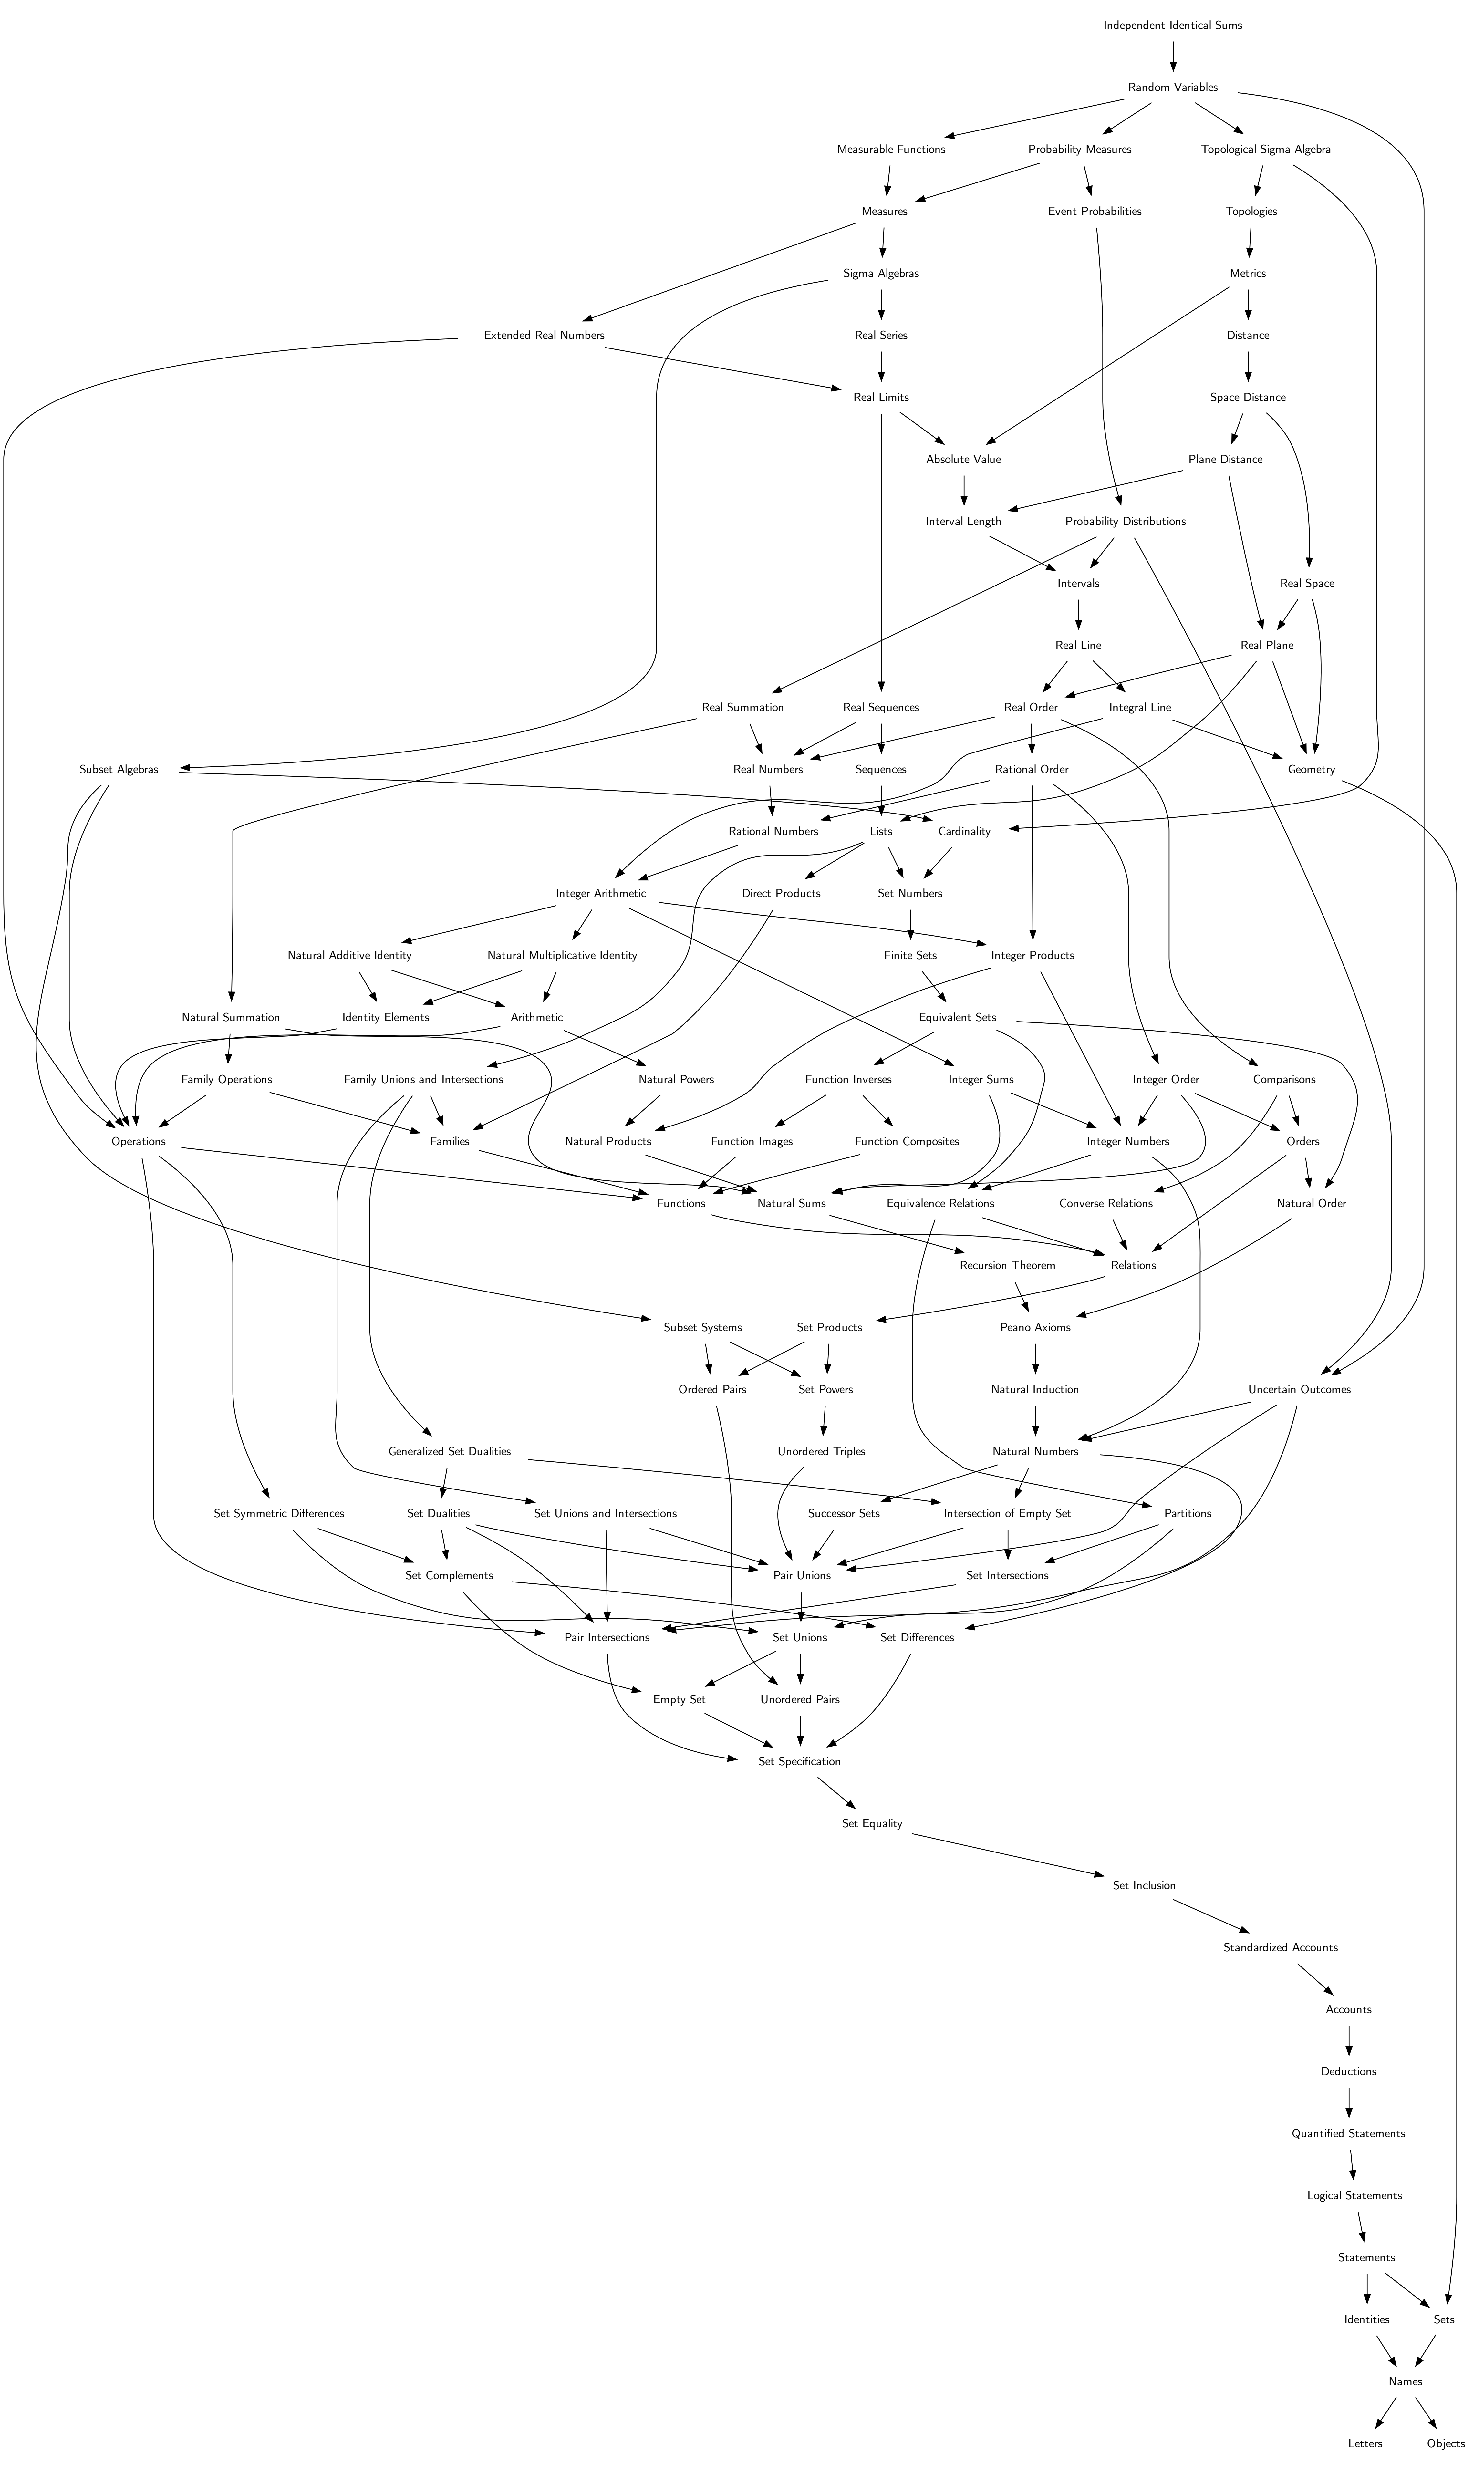 Independent Identical Sums
Random Variables
Measurable Functions
Probability Measures
Topological Sigma Algebra
Measures
Event Probabilities
Topologies
Sigma Algebras
Metrics
Extended Real Numbers
Real Series
Distance
Real Limits
Space Distance
Absolute Value
Plane Distance
Interval Length
Probability Distributions
Intervals
Real Space
Real Line
Real Plane
Real Summation
Real Sequences
Real Order
Integral Line
Subset Algebras
Real Numbers
Sequences
Rational Order
Geometry
Rational Numbers
Lists
Cardinality
Integer Arithmetic
Direct Products
Set Numbers
Natural Additive Identity
Natural Multiplicative Identity
Finite Sets
Integer Products
Natural Summation
Identity Elements
Arithmetic
Equivalent Sets
Family Operations
Family Unions and Intersections
Natural Powers
Function Inverses
Integer Sums
Integer Order
Comparisons
Operations
Families
Natural Products
Function Images
Function Composites
Integer Numbers
Orders
Functions
Natural Sums
Equivalence Relations
Converse Relations
Natural Order
Recursion Theorem
Relations
Subset Systems
Set Products
Peano Axioms
Ordered Pairs
Set Powers
Natural Induction
Uncertain Outcomes
Generalized Set Dualities
Unordered Triples
Natural Numbers
Set Symmetric Differences
Set Dualities
Set Unions and Intersections
Successor Sets
Intersection of Empty Set
Partitions
Set Complements
Pair Unions
Set Intersections
Pair Intersections
Set Unions
Set Differences
Empty Set
Unordered Pairs
Set Specification
Set Equality
Set Inclusion
Standardized Accounts
Accounts
Deductions
Quantified Statements
Logical Statements
Statements
Identities
Sets
Names
Letters
Objects